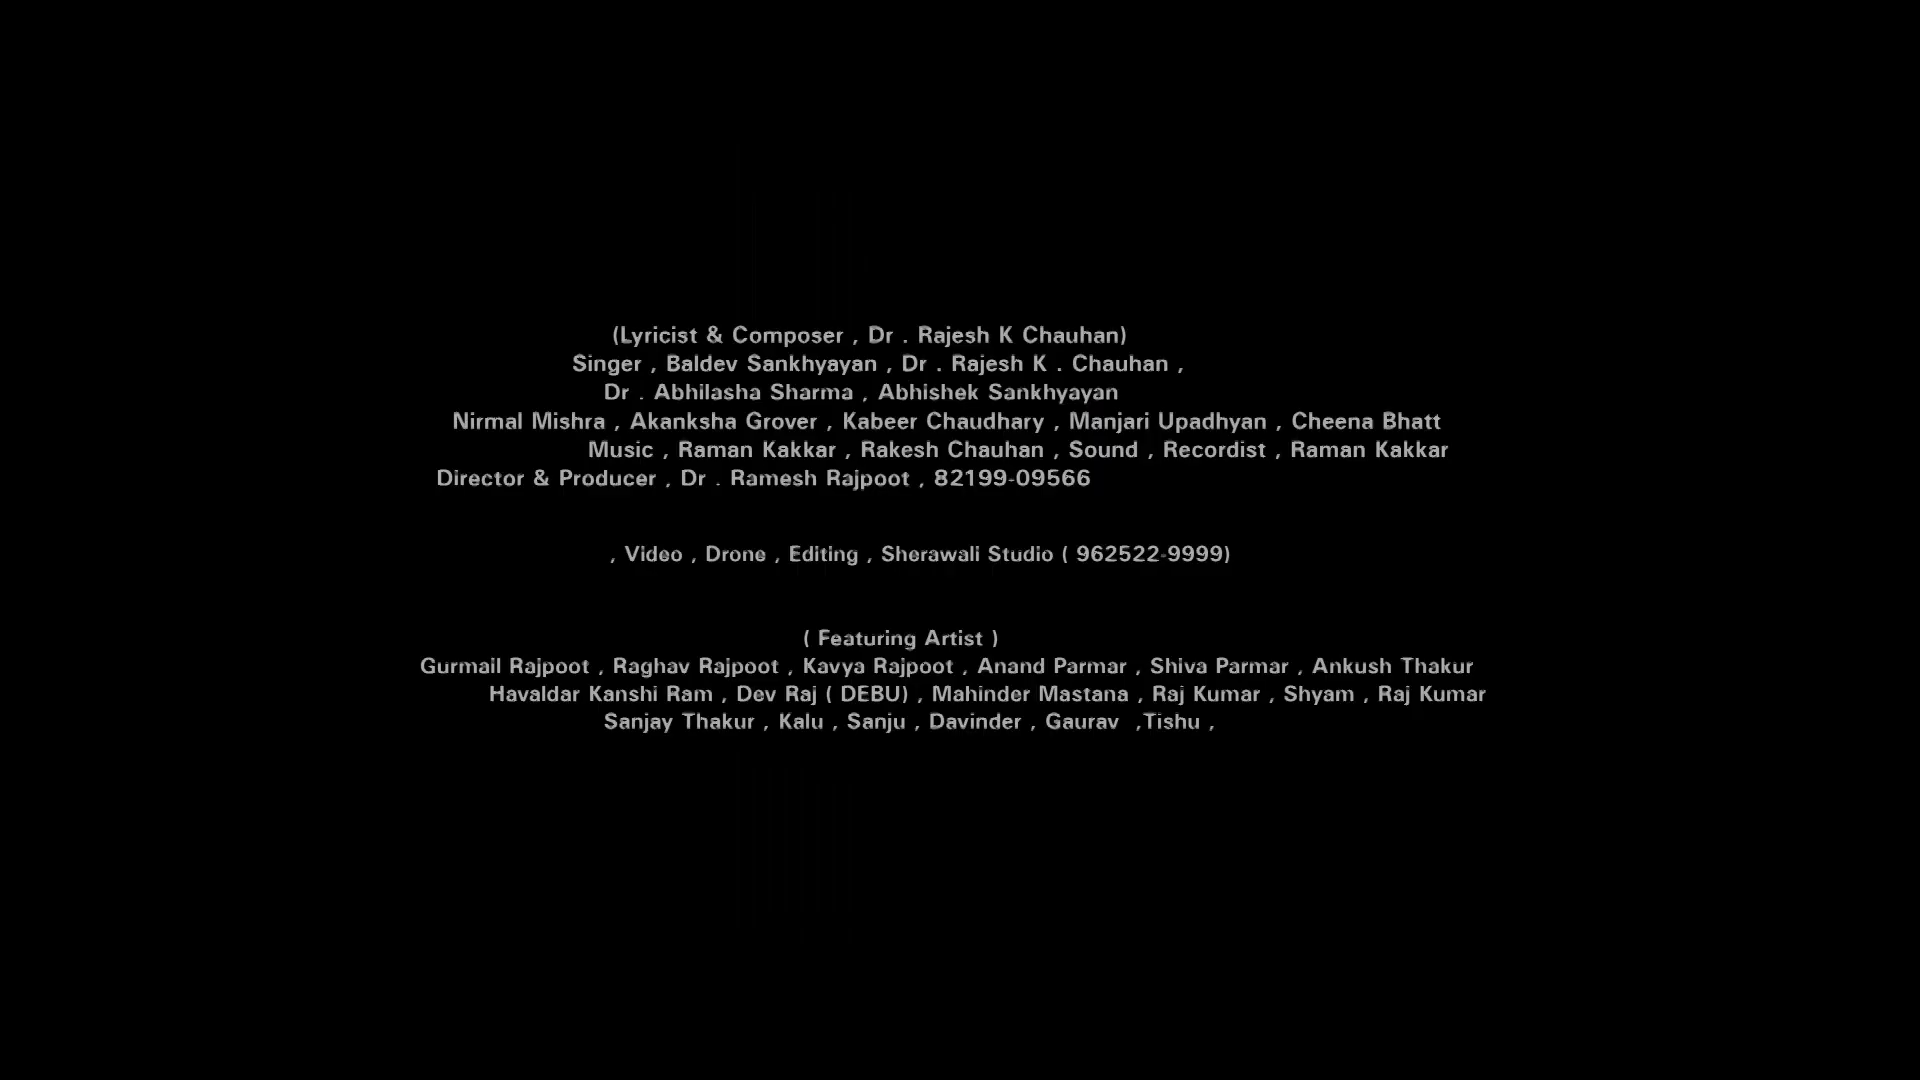 (Lyricist & Composer , Dr . Rajesh K Chauhan)
Singer , Baldev Sankhyayan , Dr . Rajesh K . Chauhan ,
Dr . Abhilasha Sharma , Abhishek Sankhyayan
Nirmal Mishra , Akanksha Grover , Kabeer Chaudhary , Manjari Upadhyan , Cheena Bhatt
Music , Raman Kakkar , Rakesh Chauhan , Sound , Recordist , Raman Kakkar
Director & Producer , Dr . Ramesh Rajpoot , 82199-09566
, Video , Drone , Editing , Sherawali Studio ( 962522-9999)
( Featuring Artist )
Gurmail Rajpoot , Raghav Rajpoot , Kavya Rajpoot , Anand Parmar , Shiva Parmar , Ankush Thakur
Havaldar Kanshi Ram , Dev Raj ( DEBU) , Mahinder Mastana , Raj Kumar , Shyam , Raj Kumar
Sanjay Thakur , Kalu , Sanju , Davinder , Gaurav  ,Tishu ,